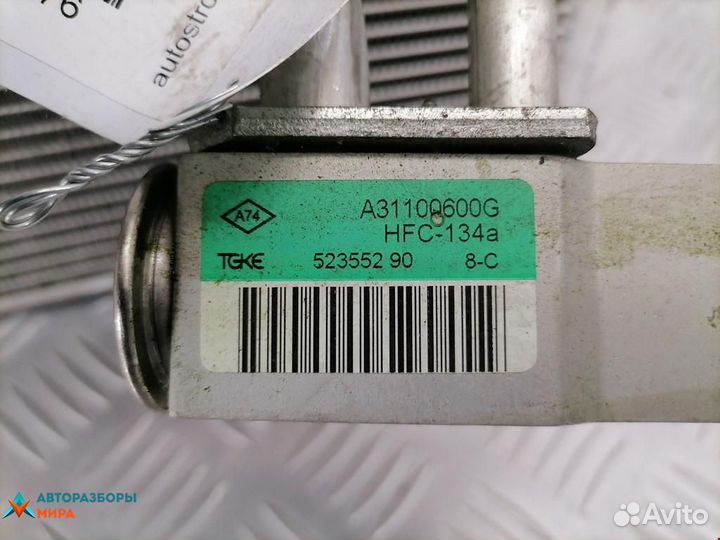 autostro
A74
A31100600G
HFC-134a
TGKE 523552 90 8-C
АВТОРАЗБОРЫ
МИРА
Avito